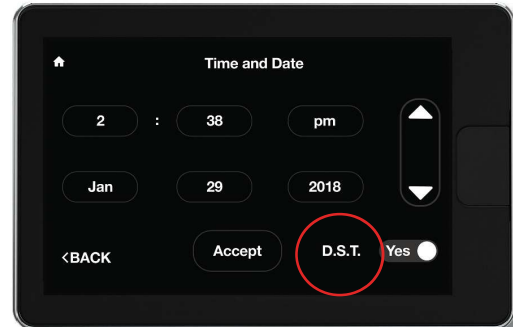 Time and Date
2 : 38 pm
Jan 29 2018
<BACK Accept D.S.T. Yes